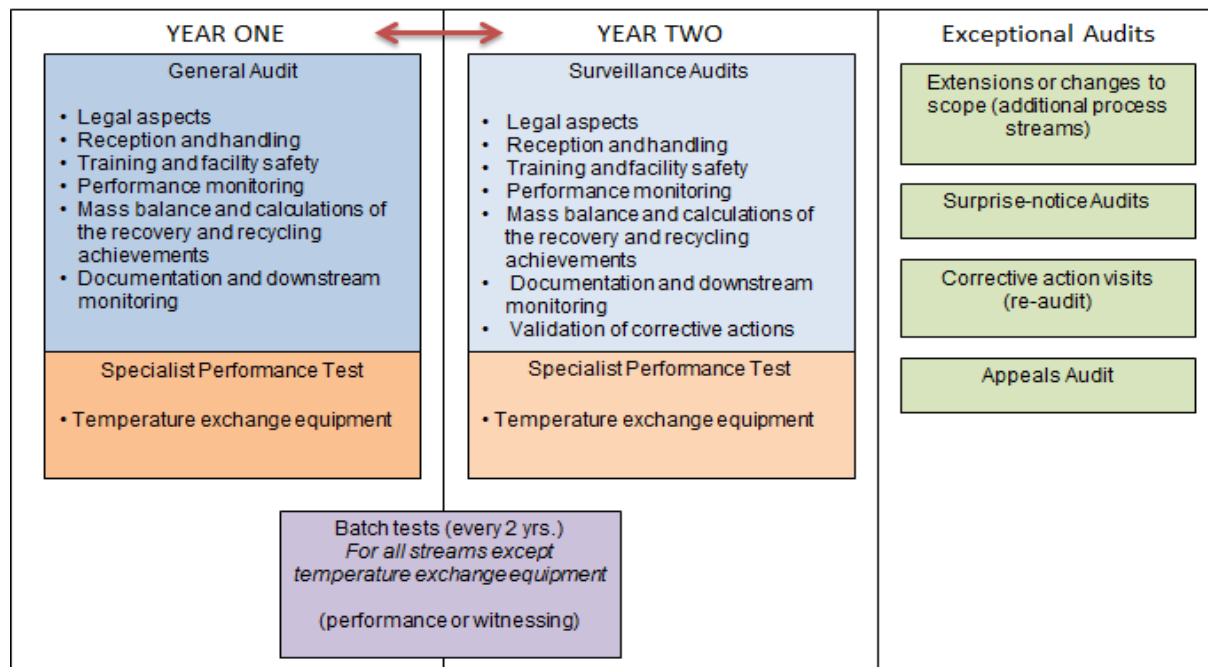 YEAR ONE
General Audit
• Legal aspects
• Reception and handling
• Training and facility safety
• Performance monitoring
• Mass balance and calculations of
the recovery and recycling
achievements
• Documentation and downstream
monitoring
Specialist Performance Test
• Temperature exchange equipment
YEAR TWO
Surveillance Audits
• Legal aspects
• Reception and handling
• Training and facility safety
• Performance monitoring
• Mass balance and calculations of
the recovery and recycling
achievements
• Documentation and downstream
monitoring
• Validation of corrective actions
Specialist Performance Test
• Temperature exchange equipment
Batch tests (every 2 yrs.)
For all streams except
temperature exchange equipment
(performance or witnessing)
Exceptional Audits
Extensions or changes to
scope (additional process
streams)
Surprise-notice Audits
Corrective action visits
(re-audit)
Appeals Audit